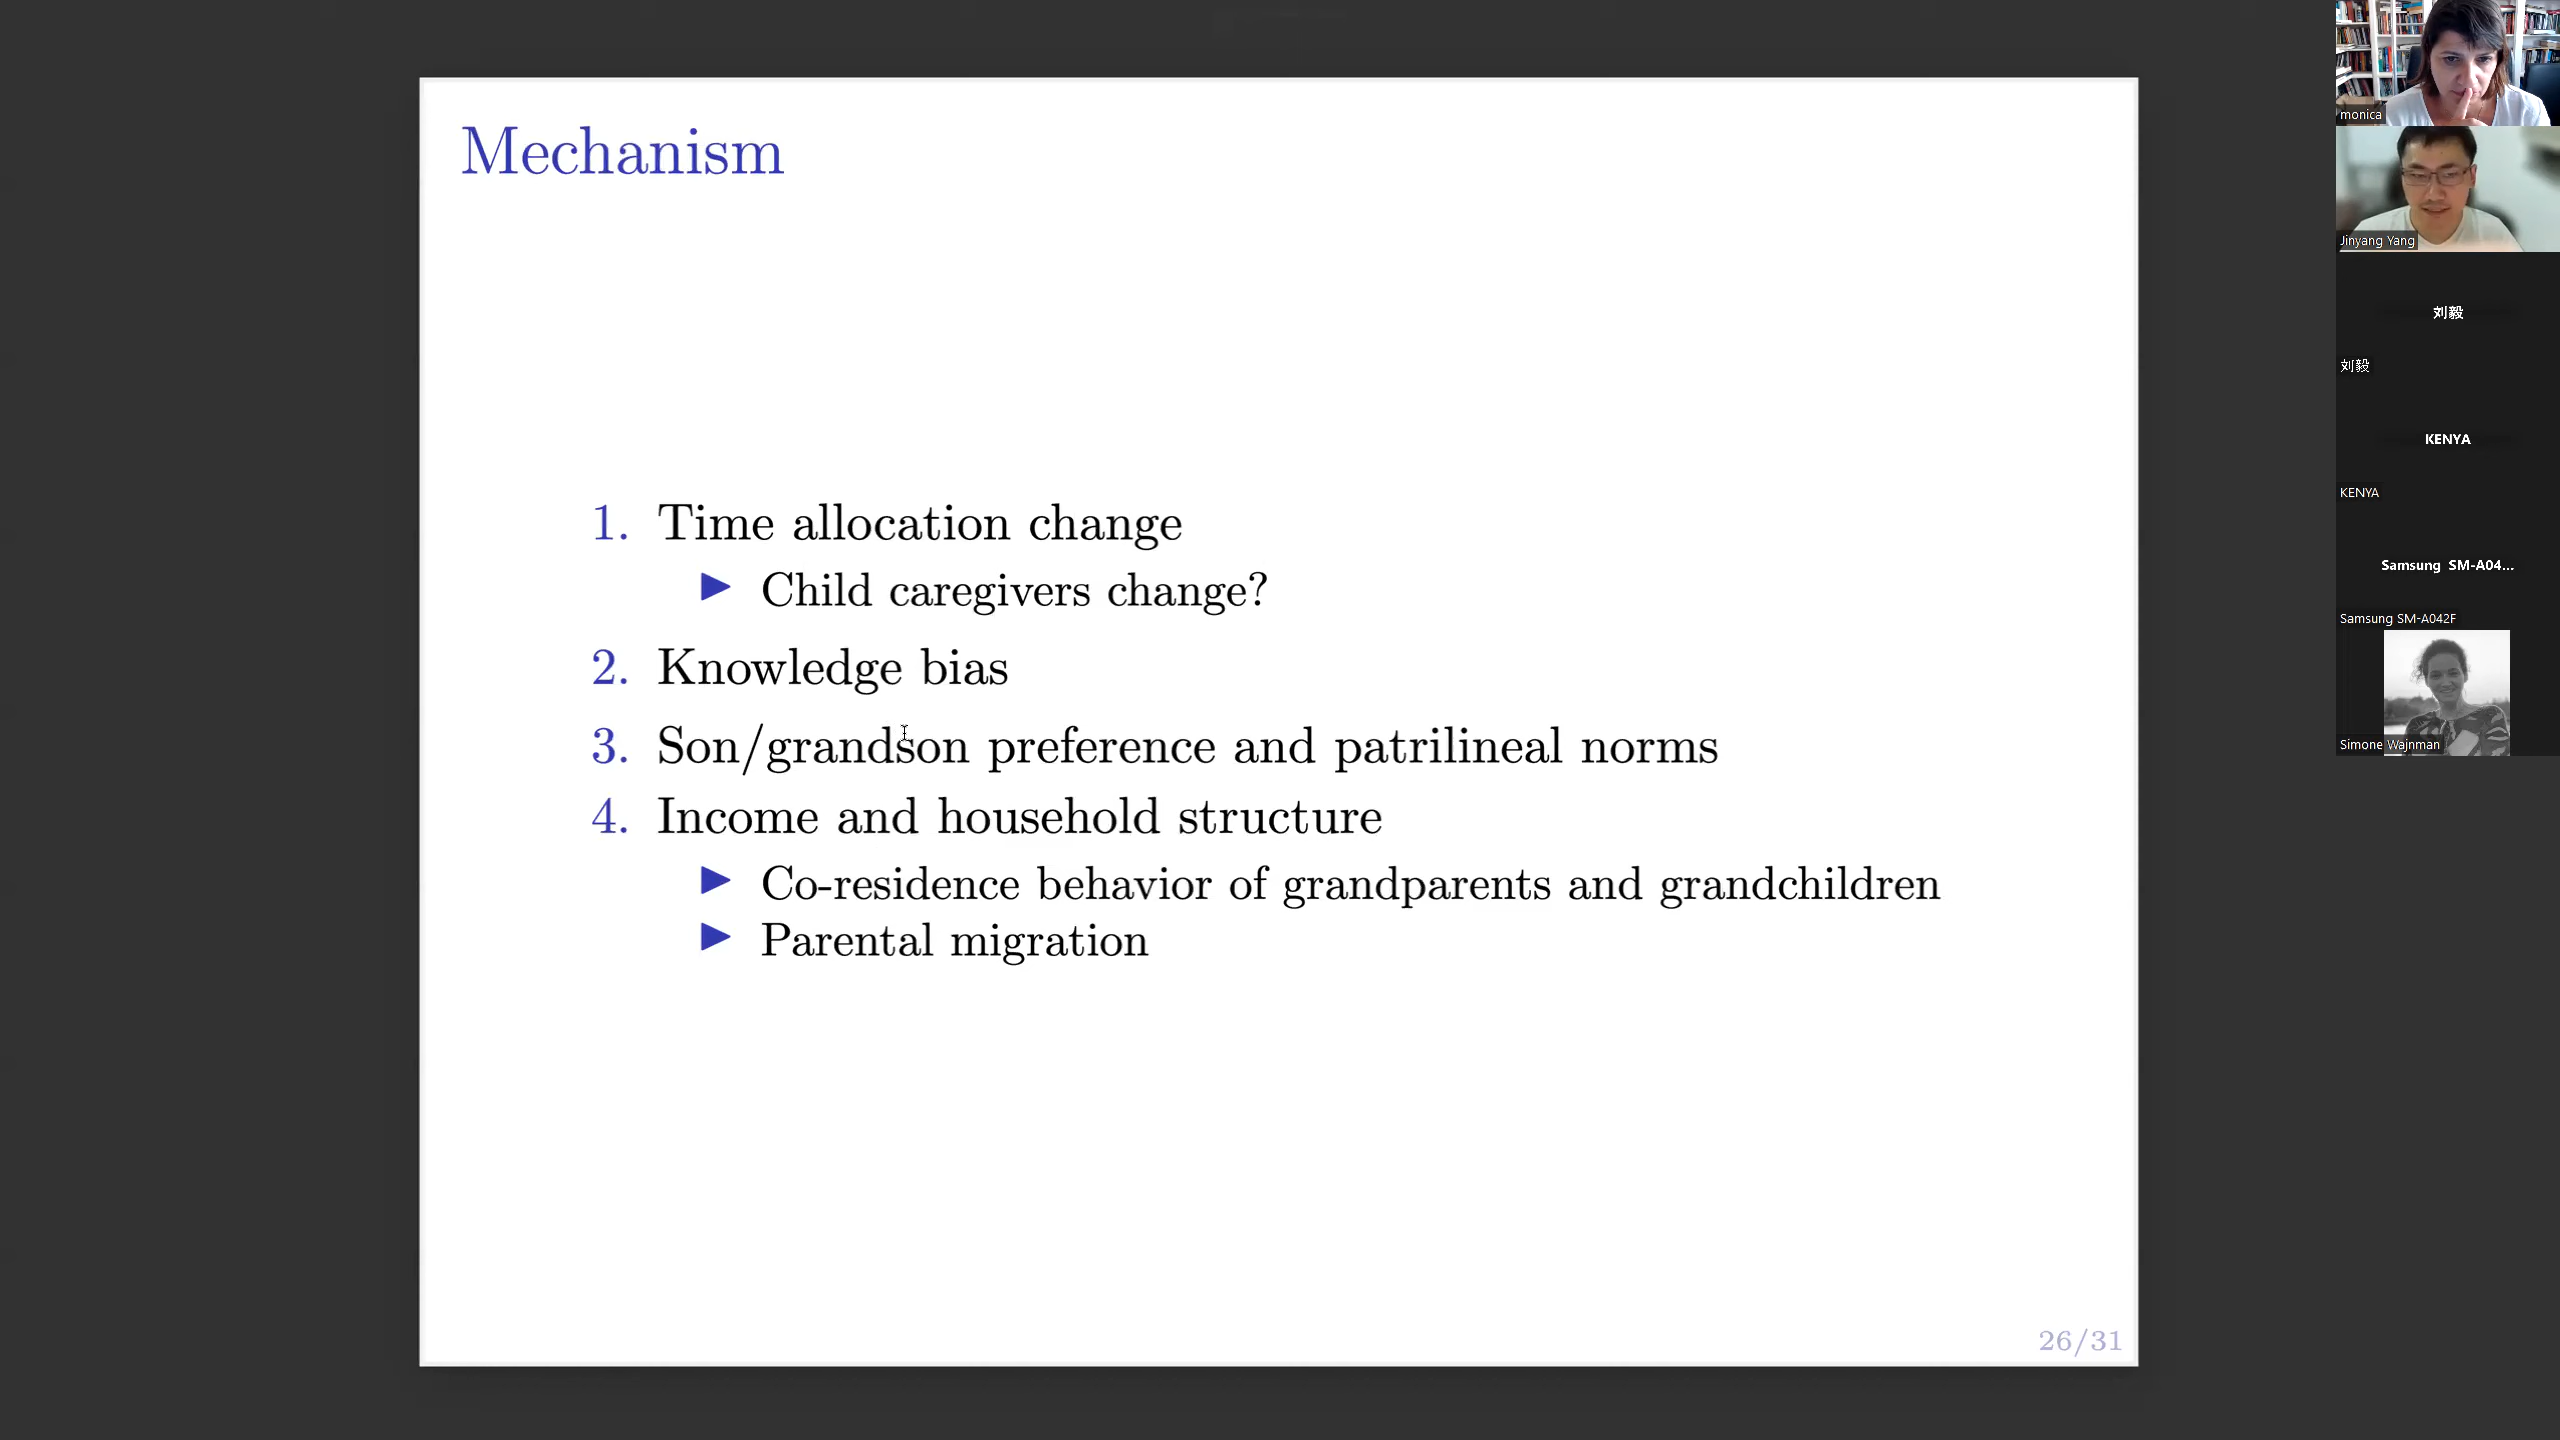 Mechanism
1. Time allocation change
▶ Child caregivers change?
2. Knowledge bias
3. Son/grandson preference and patrilineal norms
4. Income and household structure
▶ Co-residence behavior of grandparents and grandchildren
▶ Parental migration
26/31
monica
Jinyang Yang
刘毅
刘毅
KENYA
KENYA
Samsung SM-A04...
Samsung SM-A042F
Simone Wajnman